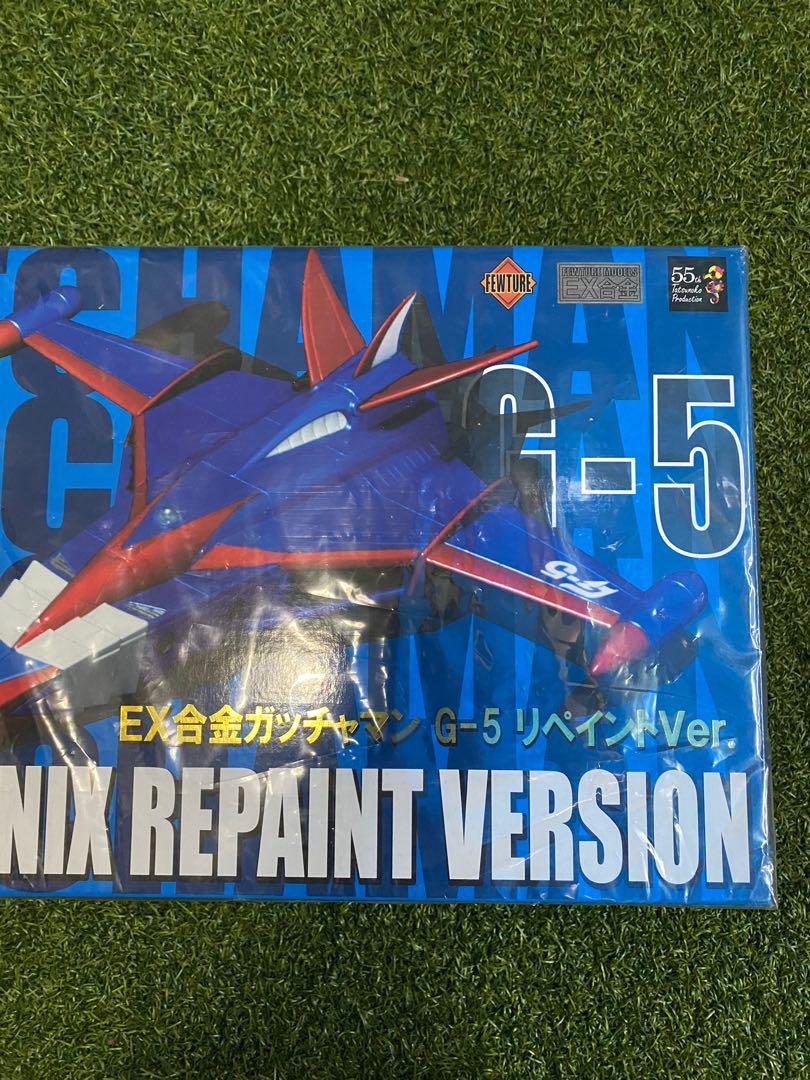 TCHAMAN
FEWTURE
FEWTURE MODELS
EX合金
55th
Tatsunoko
Production
G-5
G-5
EX合金ガッチャマン G-5 リペイントVer.
NIX REPAINT VERSION